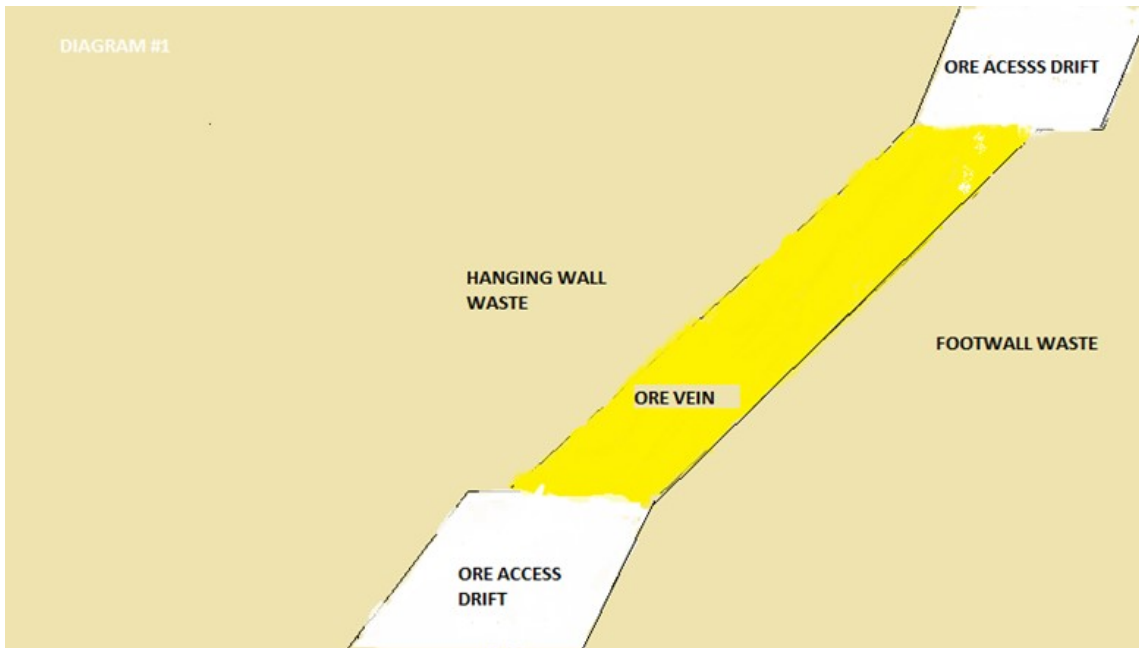 DIAGRAM #1
ORE ACESSS DRIFT
HANGING WALL
WASTE
FOOTWALL WASTE
ORE VEIN
ORE ACCESS
DRIFT